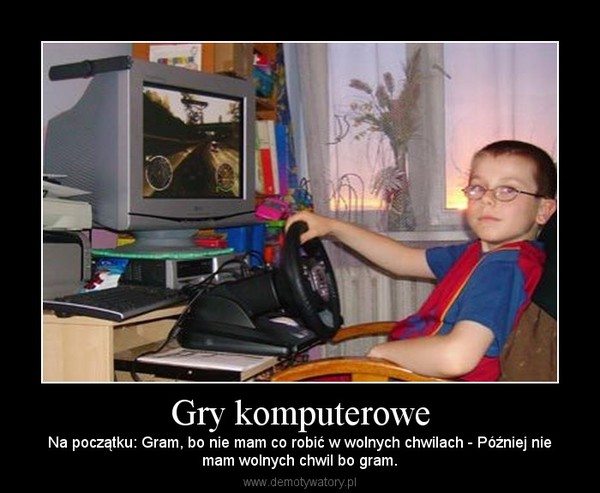 Gry komputerowe
Na początku: Gram, bo nie mam co robić w wolnych chwilach - Później nie
mam wolnych chwil bo gram.
www.demotywatory.pl